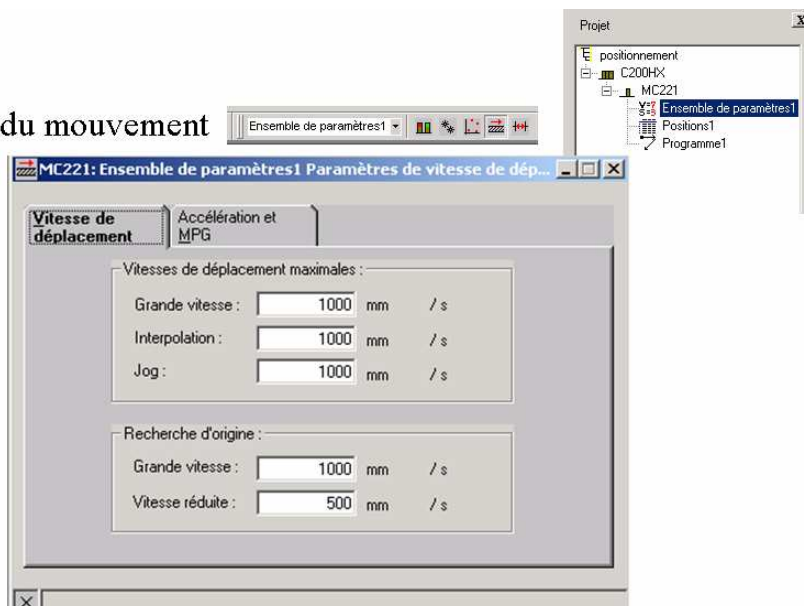 Projet
positionnement
C200HX
MC221
Ensemble de paramètres1
Positions1
Programme1
du mouvement
Ensemble de paramètres1
MC221: Ensemble de paramètres1 Paramètres de vitesse de dép...
Vitesse de déplacement
Accélération et MPG
Vitesses de déplacement maximales :
Grande vitesse : 1000 mm / s
Interpolation : 1000 mm / s
Jog : 1000 mm / s
Recherche d'origine :
Grande vitesse : 1000 mm / s
Vitesse réduite : 500 mm / s